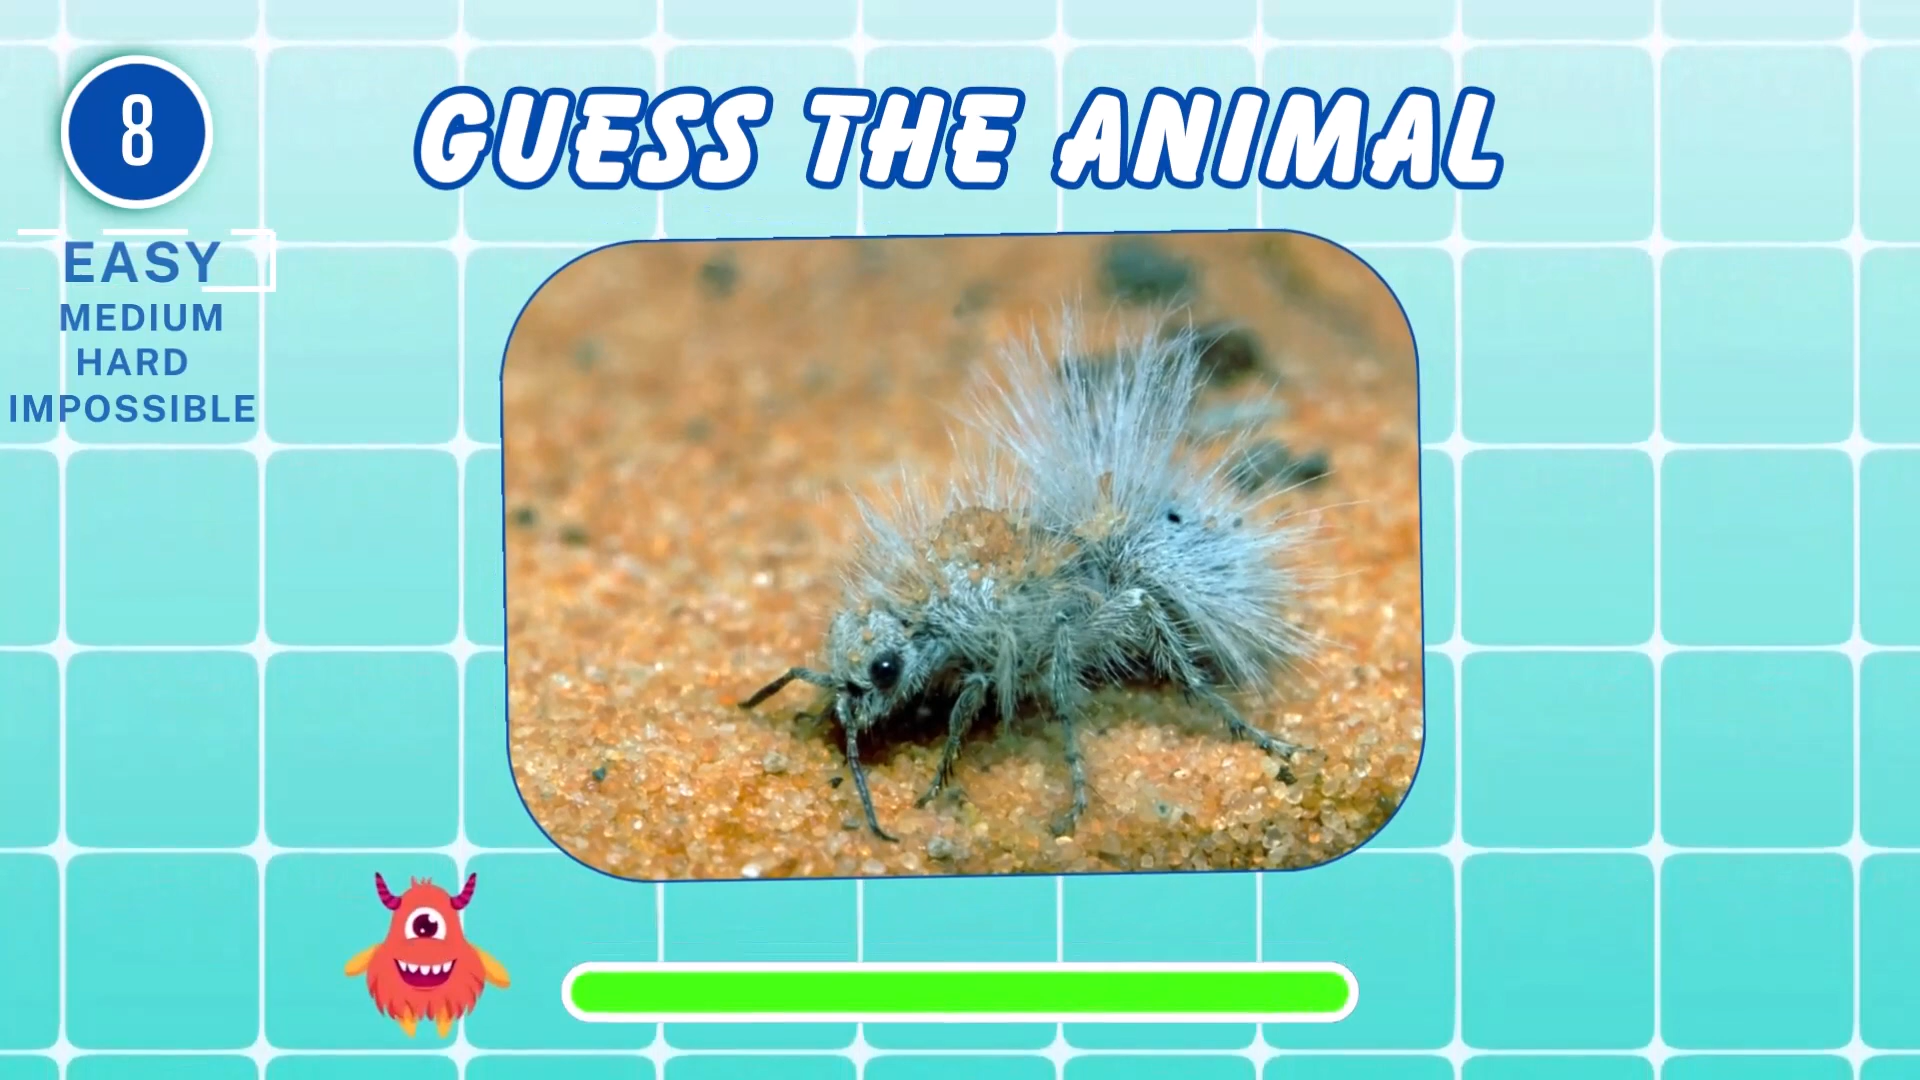 8
GUESS THE ANIMAL
EASY
MEDIUM
HARD
IMPOSSIBLE